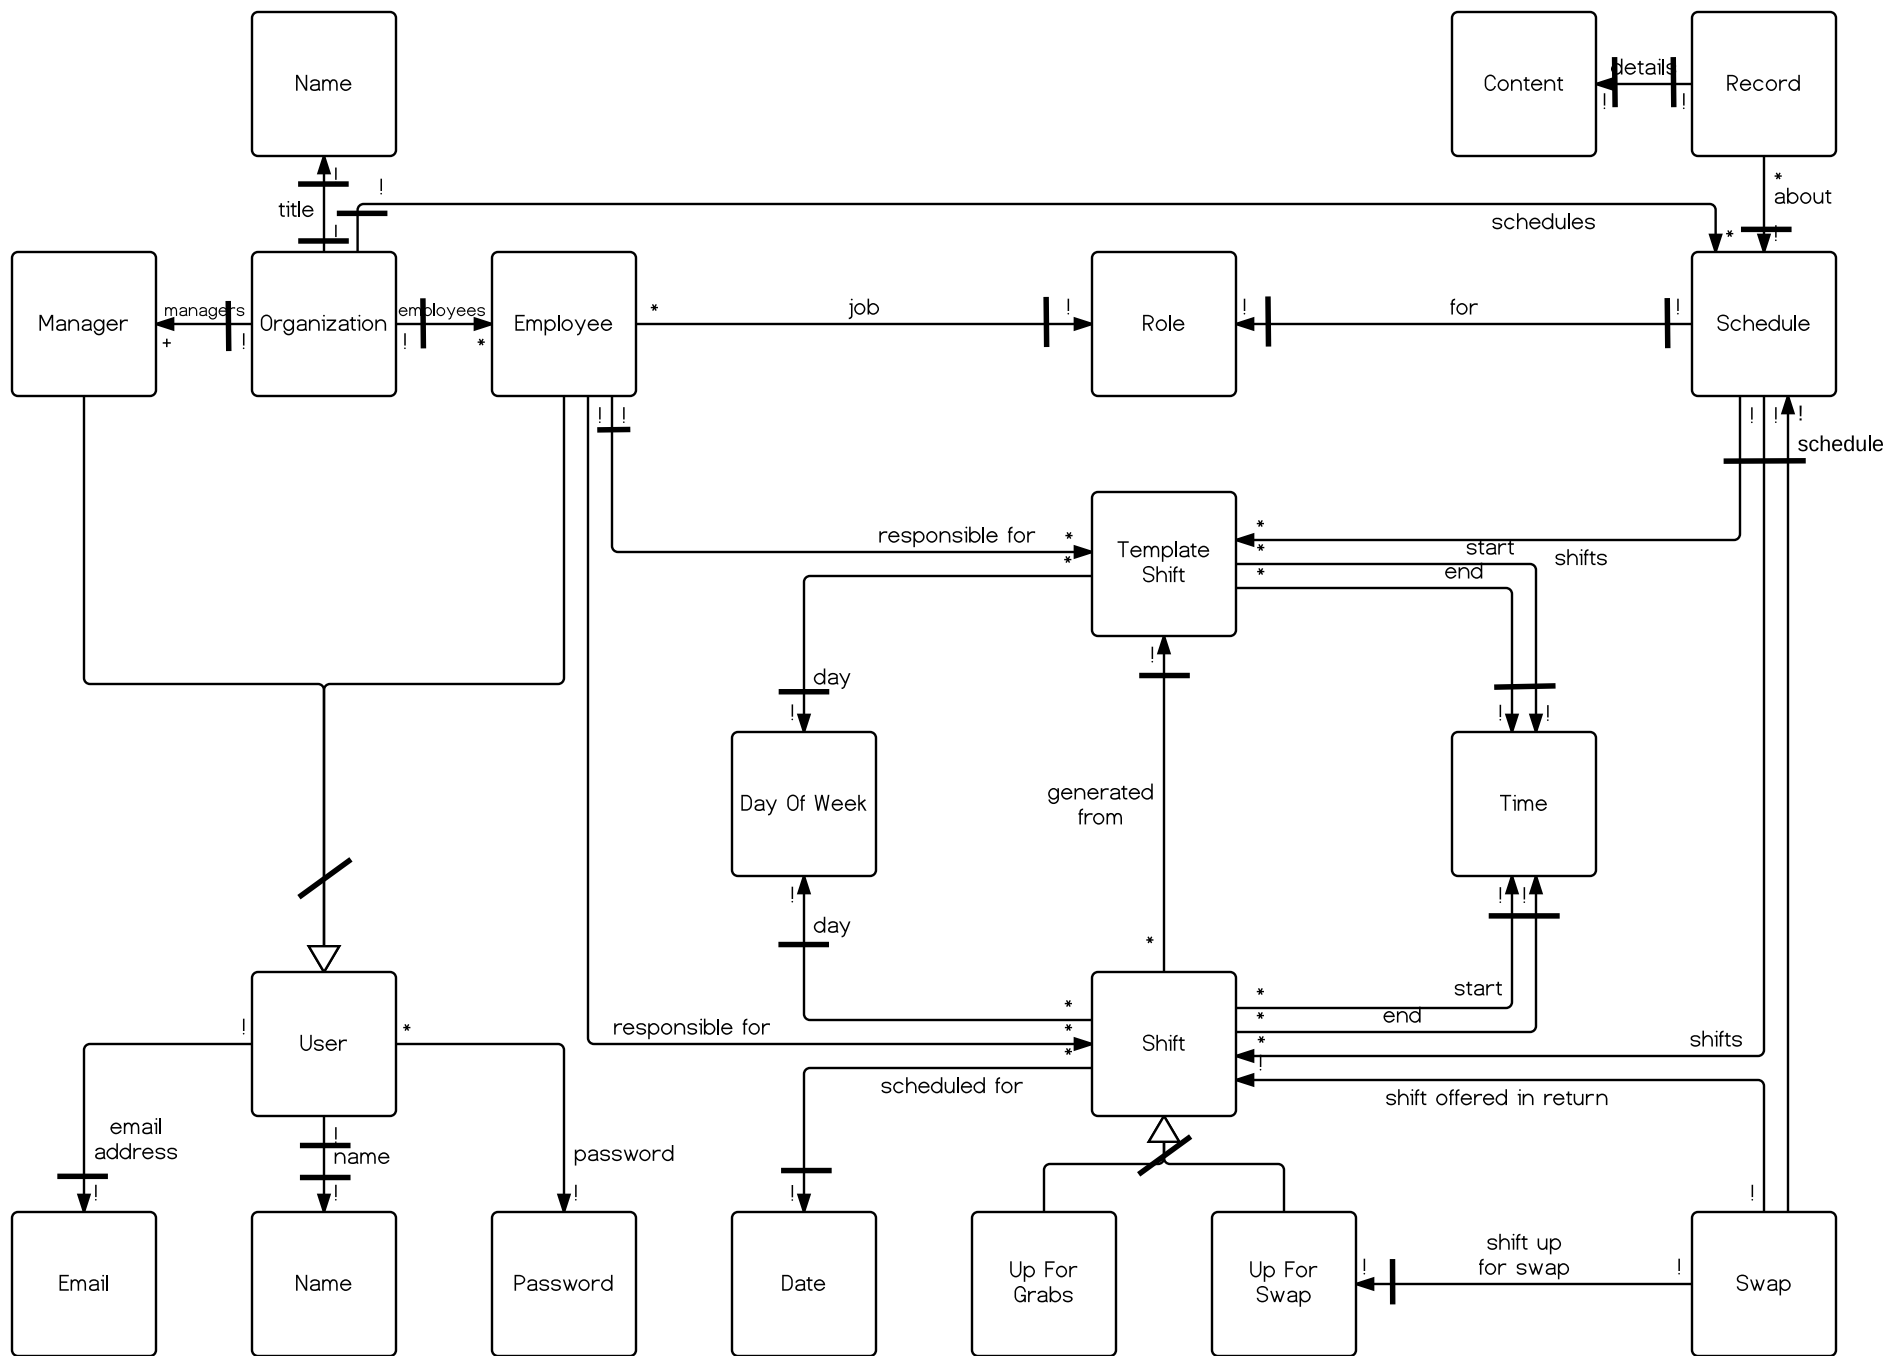 Name
Content
details
Record
!
!
!
!
*
about
title
schedules
!
*
!
Manager
managers
Organization
employees
Employee
*
job
!
Role
!
for
!
Schedule
+
!
!
*
!
!
!
!
!
schedule
responsible for
*
*
Template
Shift
*
*
*
start
end
shifts
!
day
!
!
!
Day Of Week
generated
from
Time
!
!
!
day
*
start
*
*
*
*
*
*
end
!
User
*
responsible for
Shift
shifts
!
scheduled for
shift offered in return
email
address
!
name
password
!
!
!
!
!
Email
Name
Password
Date
Up For
Grabs
Up For
Swap
!
shift up
for swap
!
Swap